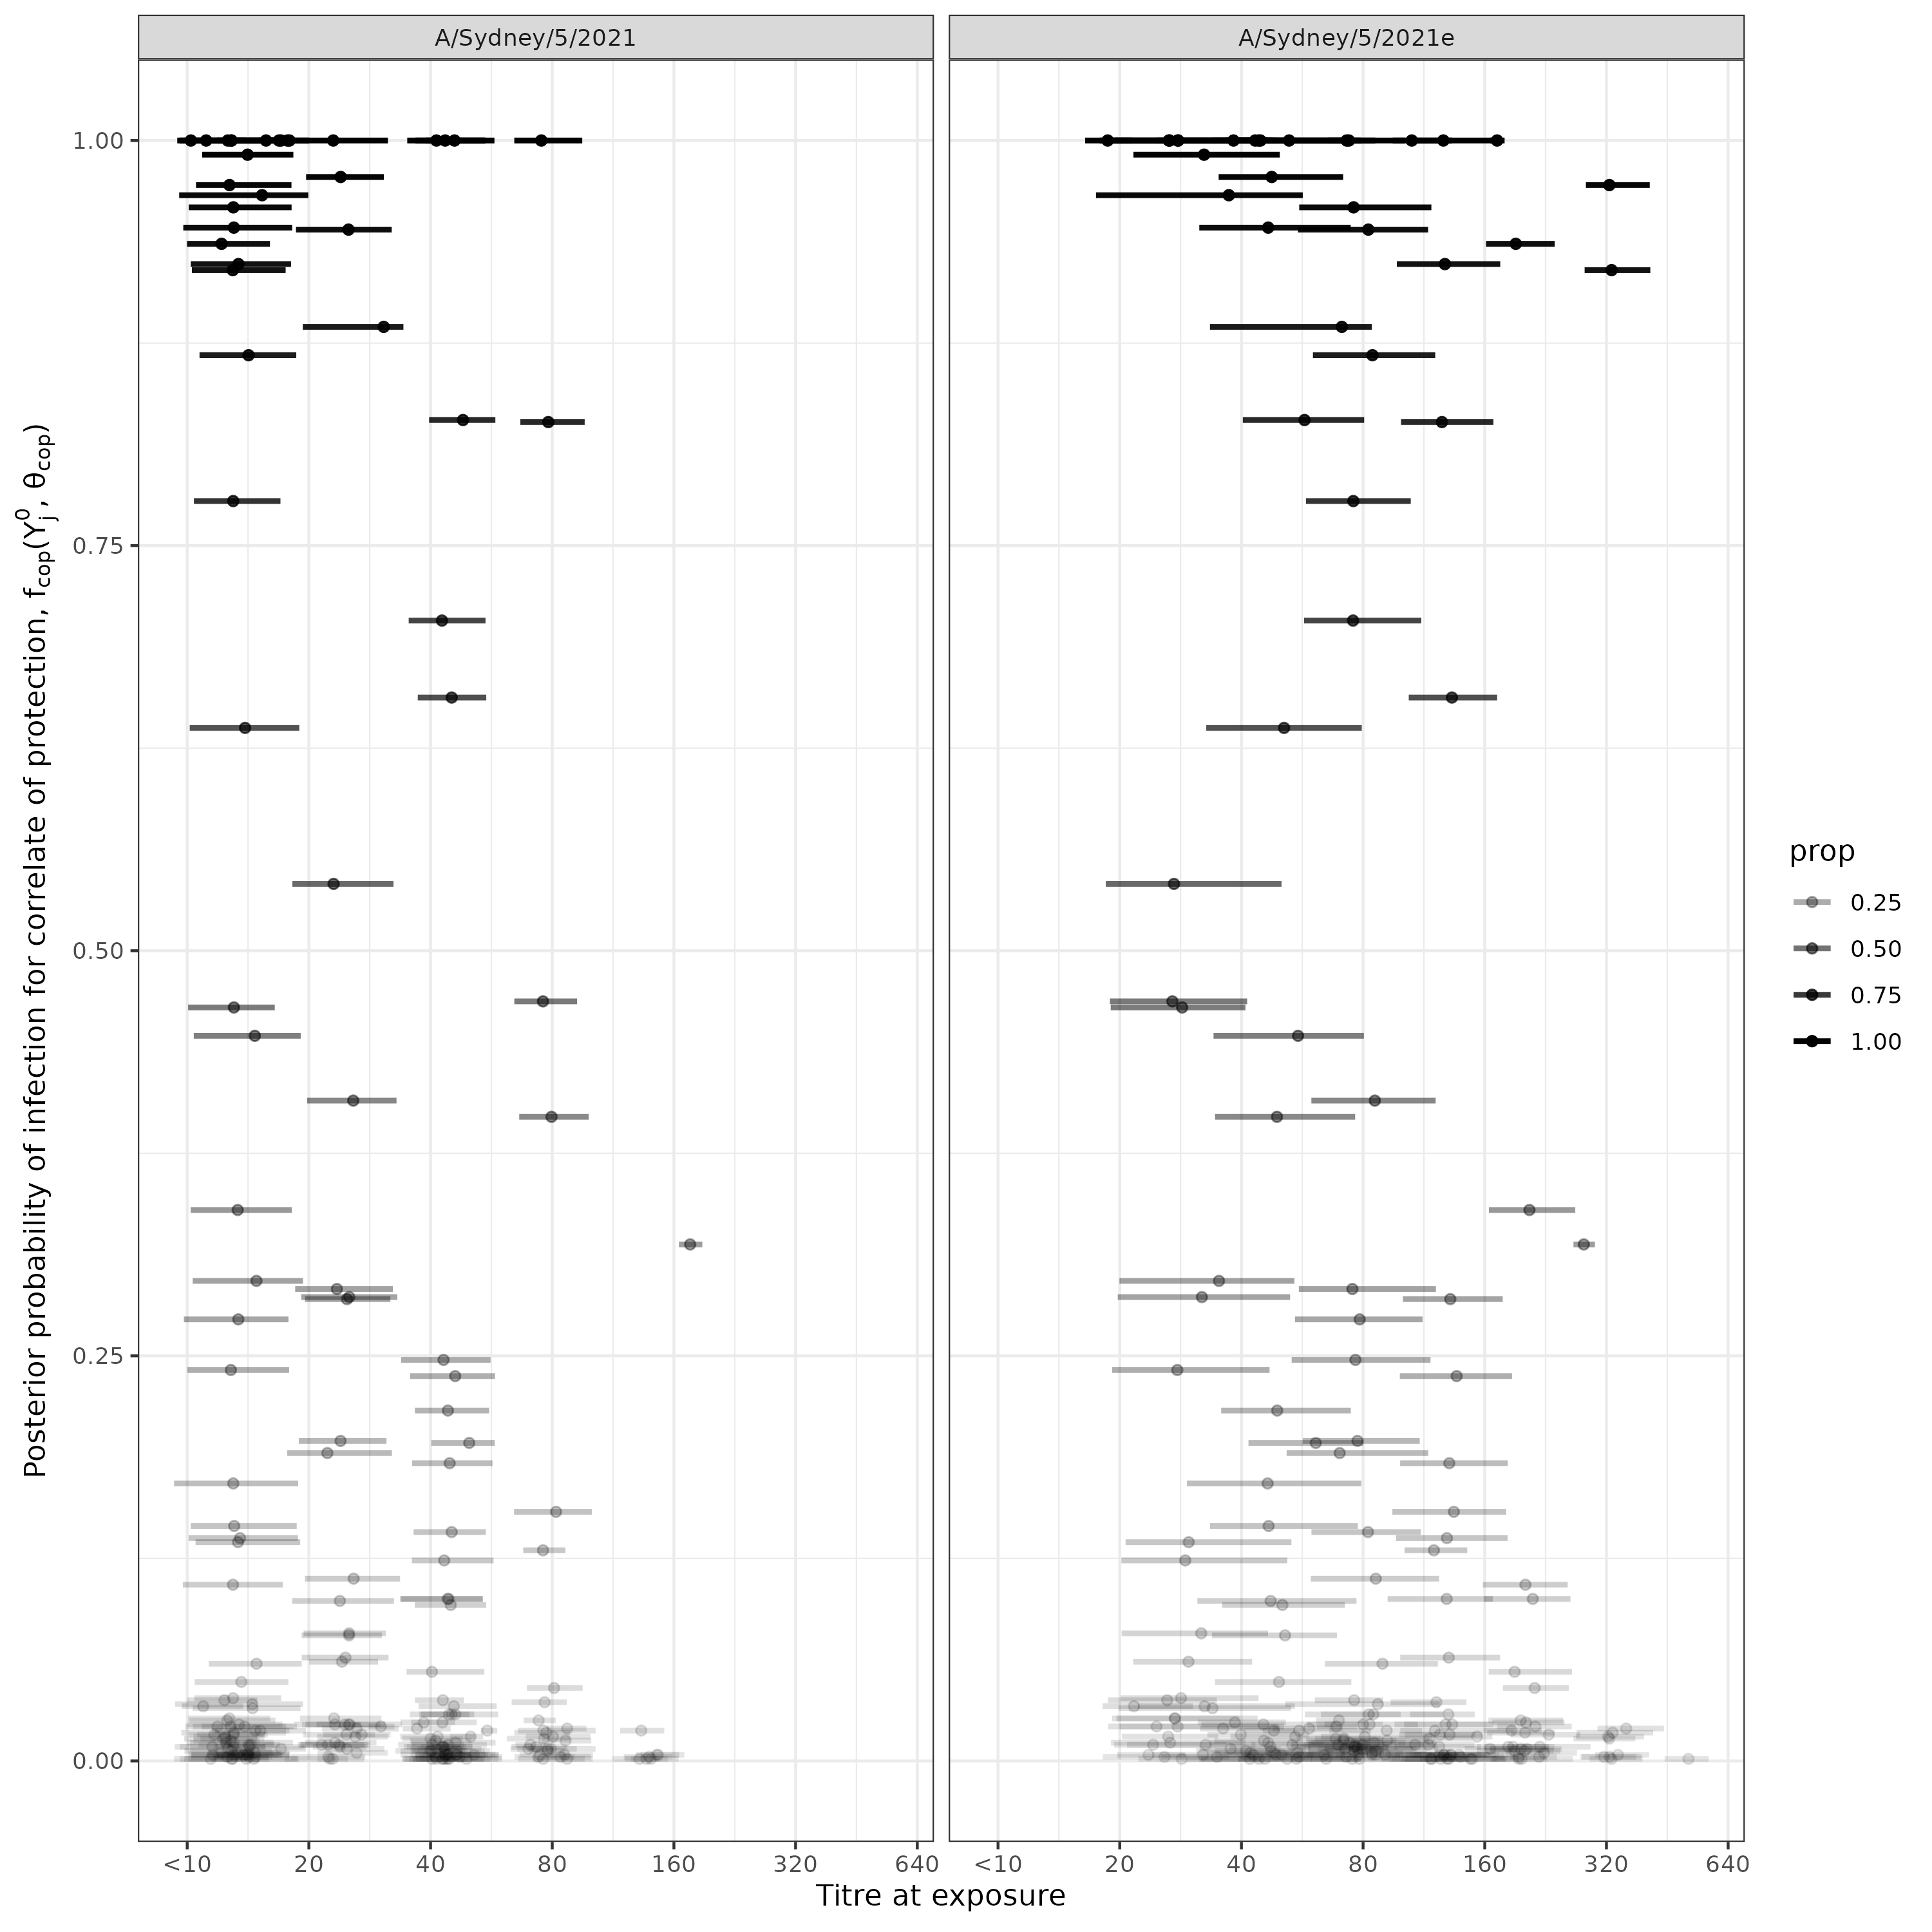 A/Sydney/5/2021
A/Sydney/5/2021e
Posterior probability of infection for correlate of protection, f_cop(Y_j^0, θ_cop)
1.00
0.75
0.50
0.25
0.00
<10 20 40 80 160 320 640
<10 20 40 80 160 320 640
Titre at exposure
prop
0.25
0.50
0.75
1.00